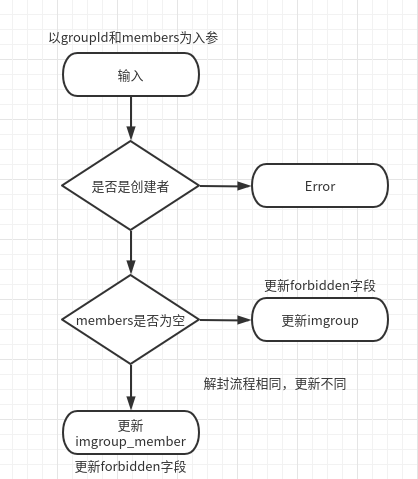 以groupId和members为入参
输入
是否是创建者
Error
更新forbidden字段
members是否为空
更新imgroup
解封流程相同，更新不同
更新
imgroup_member
更新forbidden字段